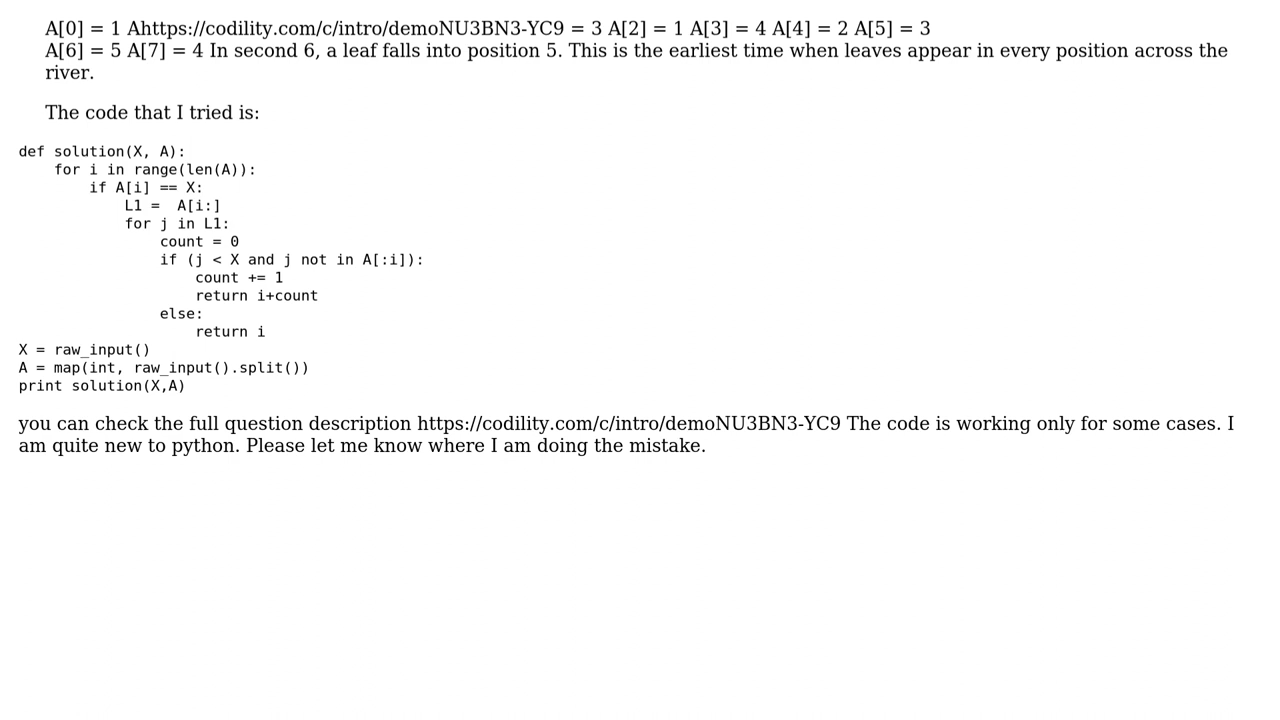 A[0] = 1 Ahttps://codility.com/c/intro/demoNU3BN3-YC9 = 3 A[2] = 1 A[3] = 4 A[4] = 2 A[5] = 3
A[6] = 5 A[7] = 4 In second 6, a leaf falls into position 5. This is the earliest time when leaves appear in every position across the
river.
The code that I tried is:
def solution(X, A):
    for i in range(len(A)):
        if A[i] == X:
            L1 =  A[i:]
            for j in L1:
                count = 0
                if (j < X and j not in A[:i]):
                    count += 1
                    return i+count
                else:
                    return i
X = raw_input()
A = map(int, raw_input().split())
print solution(X,A)
you can check the full question description https://codility.com/c/intro/demoNU3BN3-YC9 The code is working only for some cases. I
am quite new to python. Please let me know where I am doing the mistake.